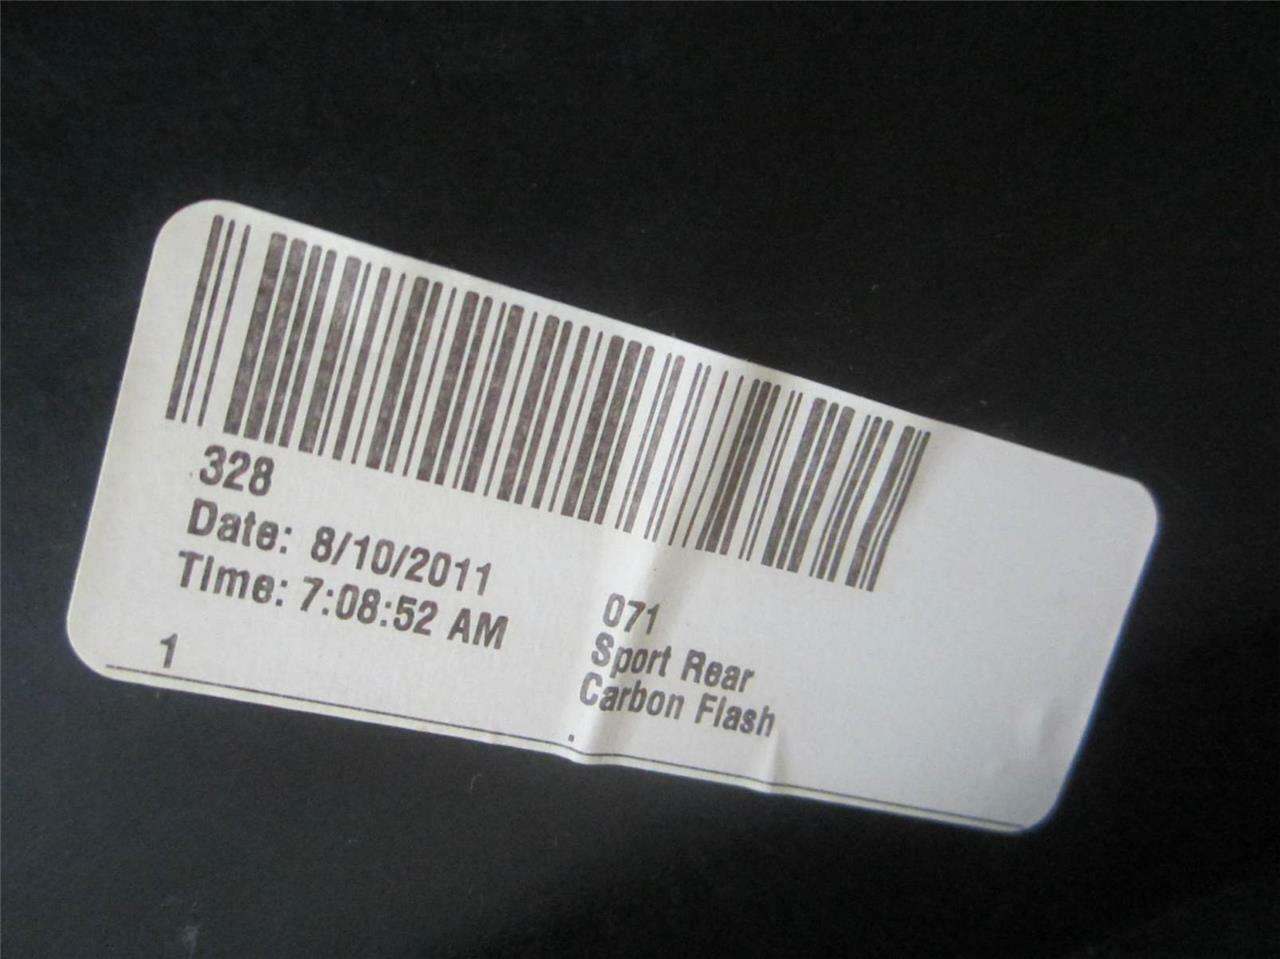 328
Date: 8/10/2011
Time: 7:08:52 AM
1
071
Sport Rear
Carbon Flash